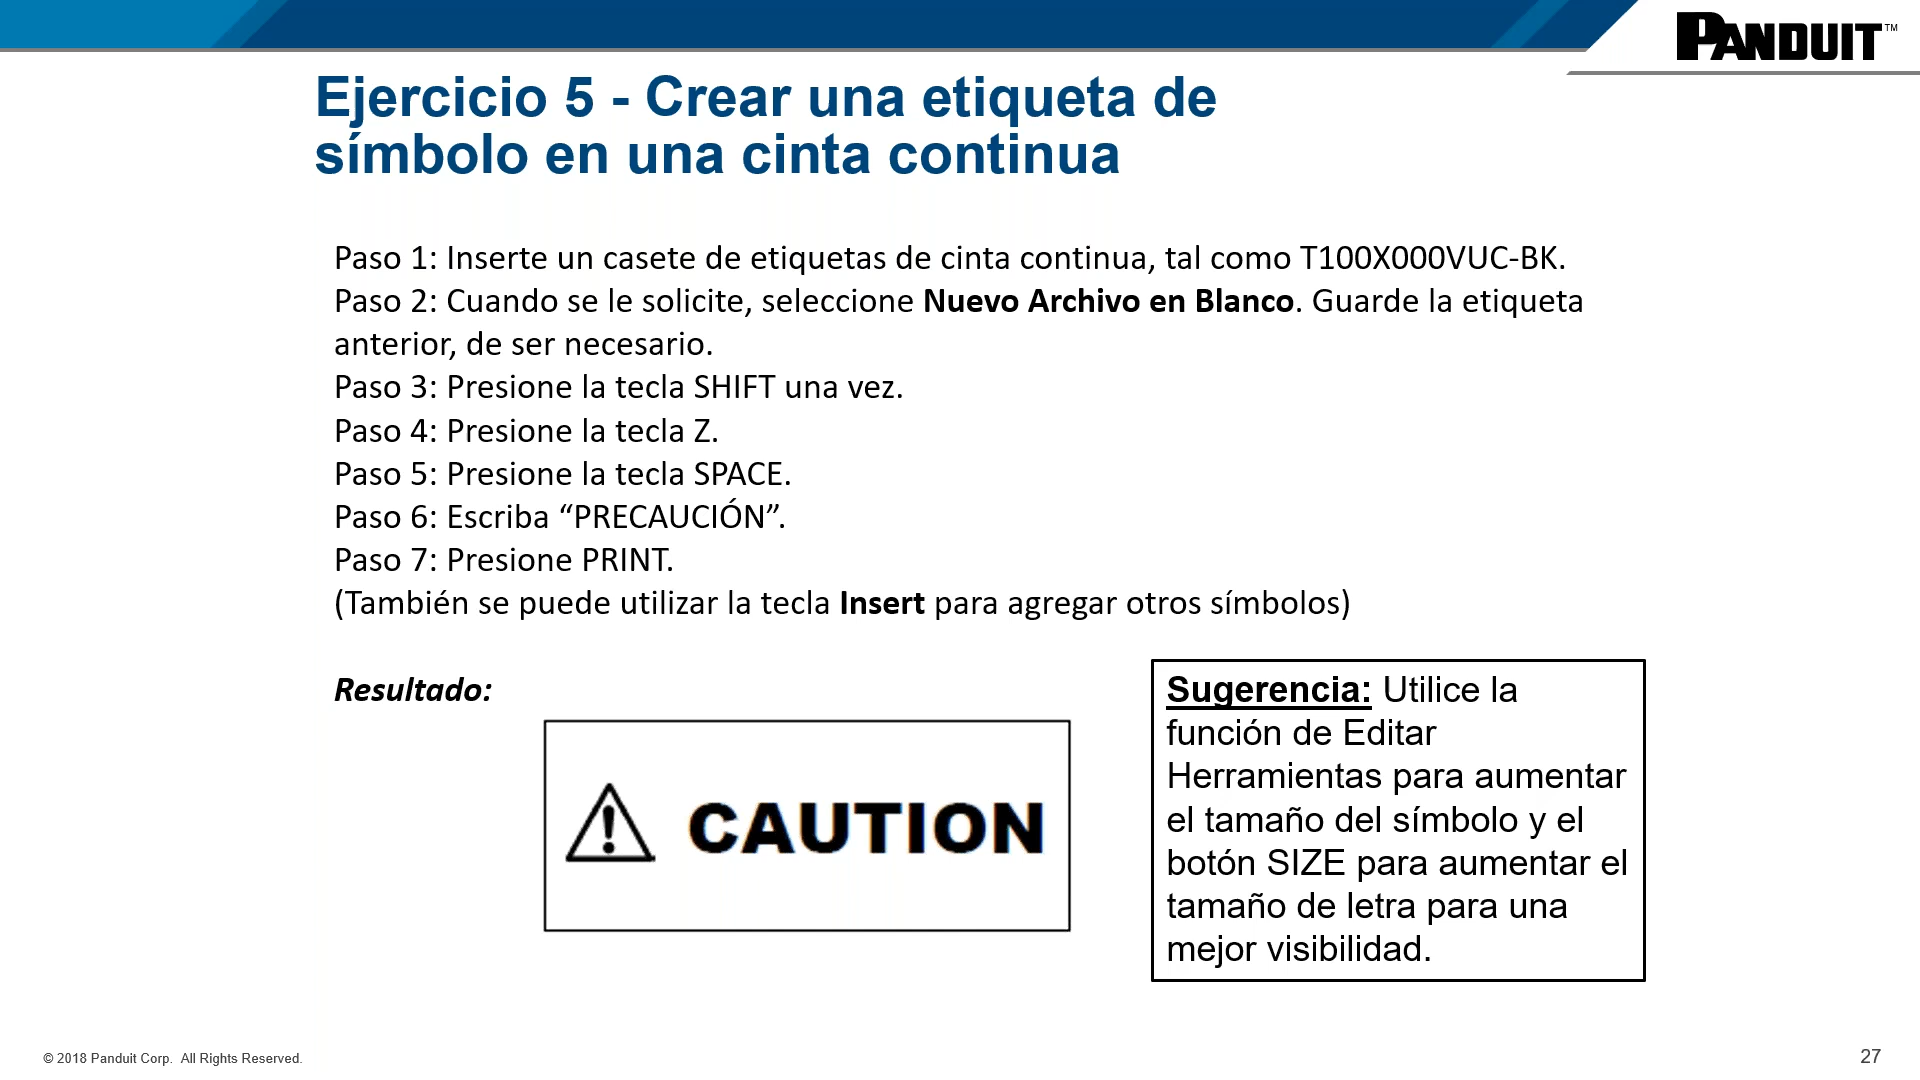 PANDUIT™
Ejercicio 5 - Crear una etiqueta de
símbolo en una cinta continua
Paso 1: Inserte un casete de etiquetas de cinta continua, tal como T100X000VUC-BK.
Paso 2: Cuando se le solicite, seleccione Nuevo Archivo en Blanco. Guarde la etiqueta
anterior, de ser necesario.
Paso 3: Presione la tecla SHIFT una vez.
Paso 4: Presione la tecla Z.
Paso 5: Presione la tecla SPACE.
Paso 6: Escriba “PRECAUCIÓN”.
Paso 7: Presione PRINT.
(También se puede utilizar la tecla Insert para agregar otros símbolos)
Resultado:
CAUTION
Sugerencia: Utilice la
función de Editar
Herramientas para aumentar
el tamaño del símbolo y el
botón SIZE para aumentar el
tamaño de letra para una
mejor visibilidad.
© 2018 Panduit Corp. All Rights Reserved.
27